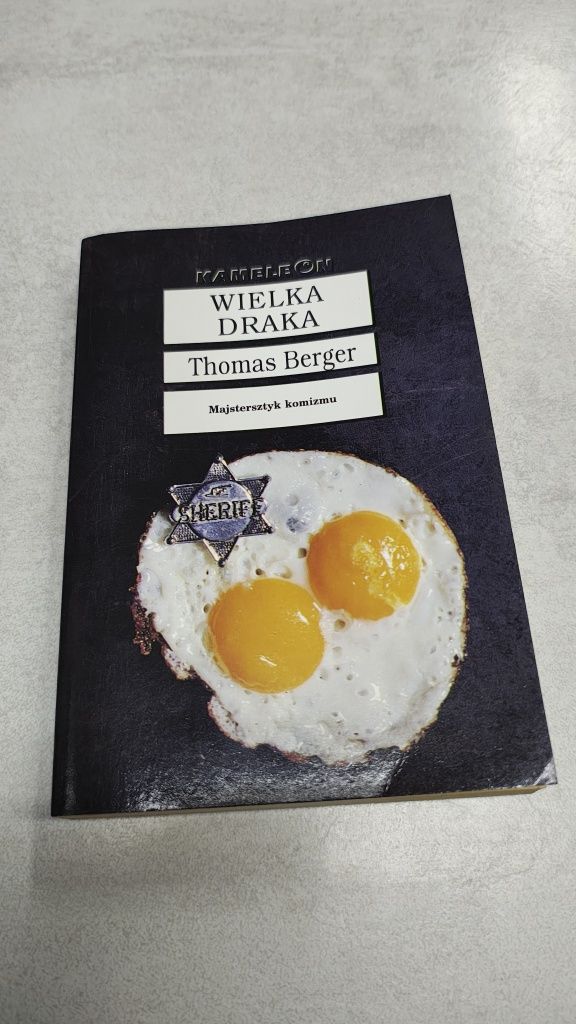 KAMELEON
WIELKA
DRAKA
Thomas Berger
Majstersztyk komizmu
SHERIFF